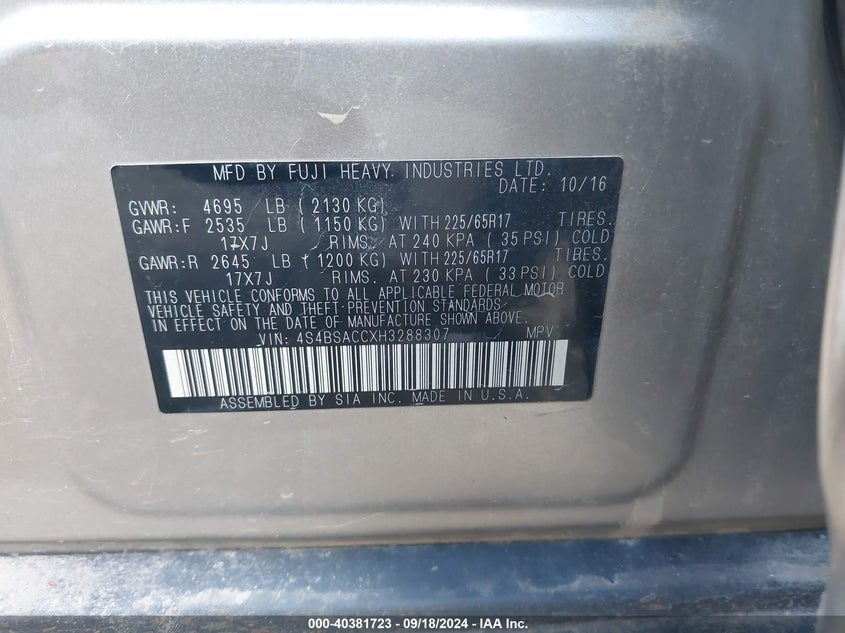 MFD BY FUJI HEAVY INDUSTRIES LTD.
DATE: 10/16
GVWR: 4695 LB ( 2130 KG)
GAWR:F 2535 LB ( 1150 KG) WITH 225/65R17 TIRES.
17X7J RIMS. AT 240 KPA ( 35 PSI) COLD
GAWR:R 2645 LB ( 1200 KG) WITH 225/65R17 TIRES.
17X7J RIMS. AT 230 KPA ( 33 PSI) COLD
THIS VEHICLE CONFORMS TO ALL APPLICABLE FEDERAL MOTOR
VEHICLE SAFETY AND THEFT PREVENTION STANDARDS
IN EFFECT ON THE DATE OF MANUFACTURE SHOWN ABOVE.
VIN: 4S4BSACCXH3288307 MPV
ASSEMBLED BY SIA INC. MADE IN U.S.A.
000-40381723 - 09/18/2024 - IAA Inc.